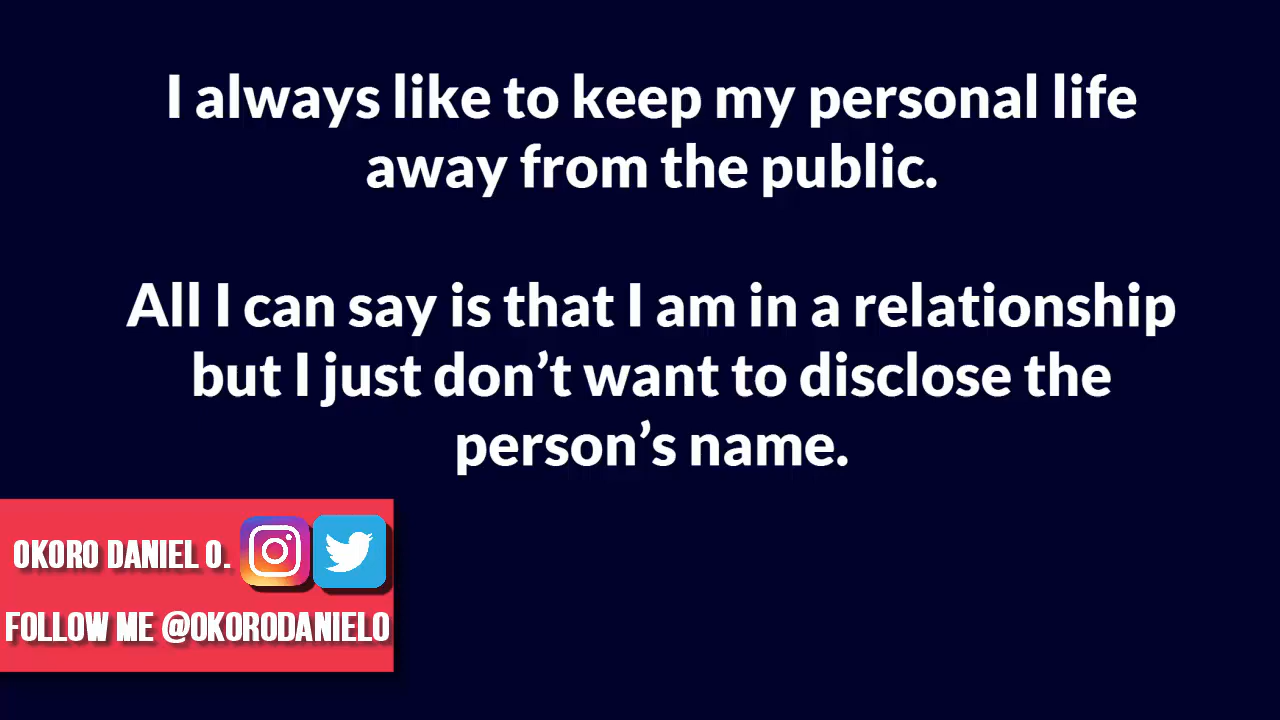 I always like to keep my personal life
away from the public.
All I can say is that I am in a relationship
but I just don’t want to disclose the
person’s name.
OKORO DANIEL O.
FOLLOW ME @OKORODANIELO